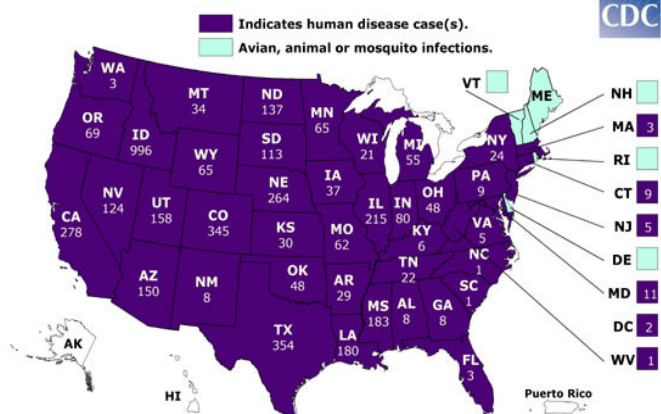 Indicates human disease case(s).
Avian, animal or mosquito infections.
CDC
WA
3
MT
34
ND
137
MN
65
VT
ME
NH
OR
69
ID
996
SD
113
WI
21
MI
55
NY
24
MA 3
WY
65
RI
NV
124
UT
158
NE
264
IA
37
IL
215
IN
80
OH
48
PA
9
CT 9
CA
278
CO
345
KS
30
MO
62
KY
6
VA
5
NJ 5
DE
AZ
150
NM
8
OK
48
AR
29
TN
22
NC
1
MD 11
SC
1
DC 2
TX
354
LA
180
MS
183
AL
8
GA
8
FL
3
WV 1
AK
HI
Puerto Rico